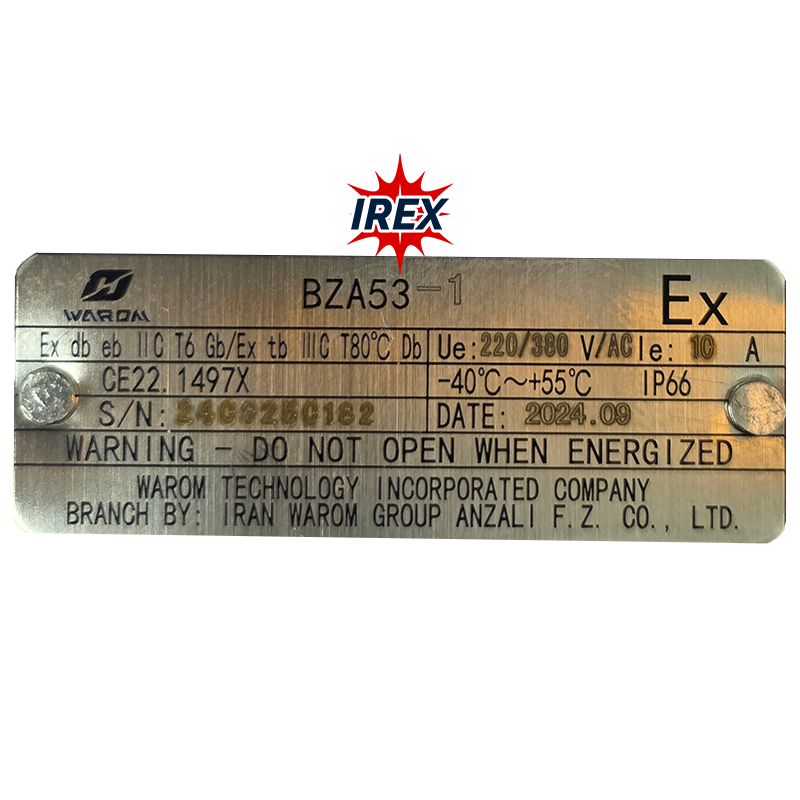 IREX
WAROM
BZA53-1
Ex
Ex db eb IIC T6 Gb/Ex tb IIIC T80℃ Db
Ue: 220/380 V/AC Ie: 10 A
CE22.1497X
-40℃~+55℃ IP66
S/N: 2409250182
DATE: 2024.09
WARNING - DO NOT OPEN WHEN ENERGIZED
WAROM TECHNOLOGY INCORPORATED COMPANY
BRANCH BY: IRAN WAROM GROUP ANZALI F.Z. CO., LTD.